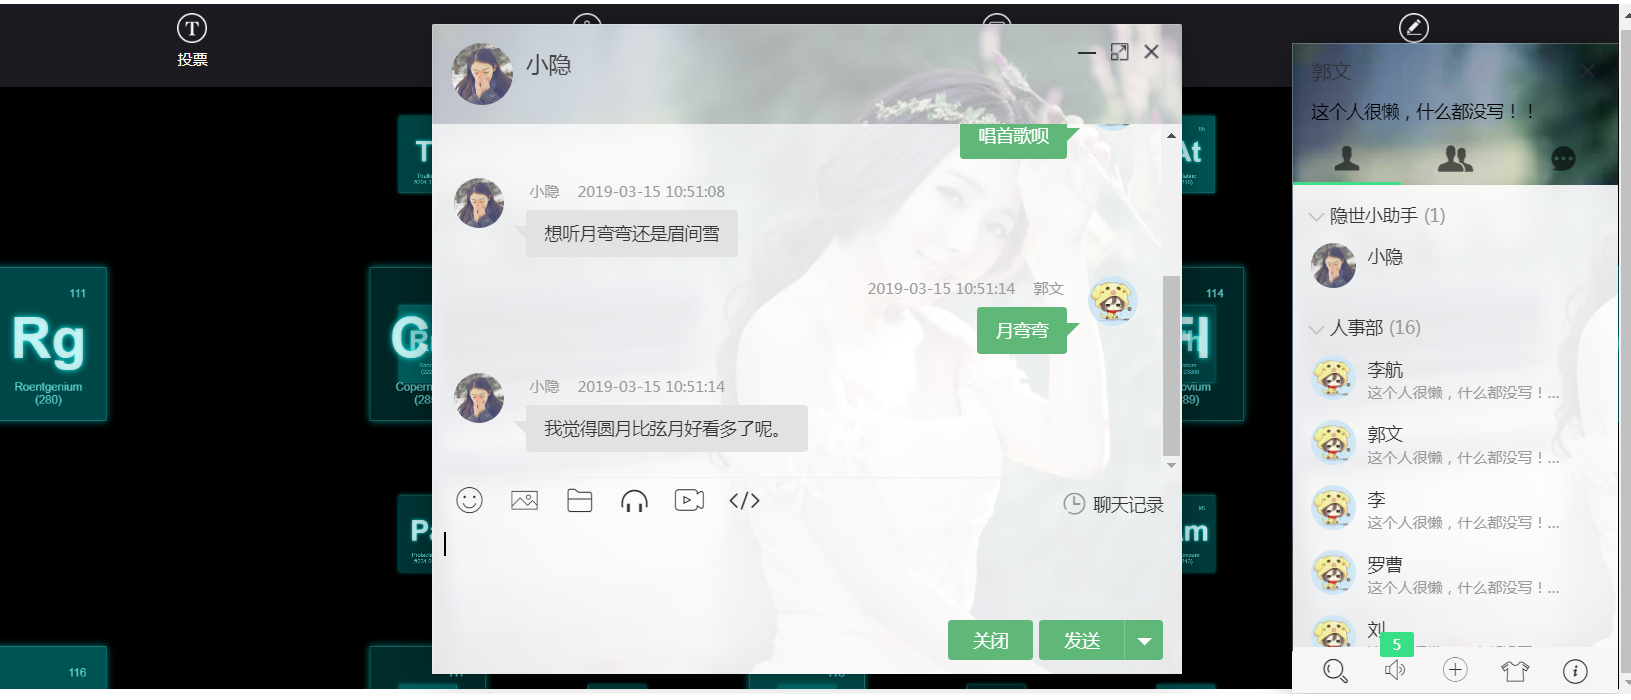 T
投票
小隐
唱首歌呗
小隐 2019-03-15 10:51:08
想听月弯弯还是眉间雪
2019-03-15 10:51:14 郭文
月弯弯
小隐 2019-03-15 10:51:14
我觉得圆月比弦月好看多了呢。
聊天记录
关闭
发送
郭文
这个人很懒，什么都没写！！
隐世小助手 (1)
小隐
人事部 (16)
李航
这个人很懒，什么都没写！...
郭文
这个人很懒，什么都没写！...
李
这个人很懒，什么都没写！...
罗曹
这个人很懒，什么都没写！...
刘
5
111
Rg
Roentgenium
(280)
114
116
At
Am